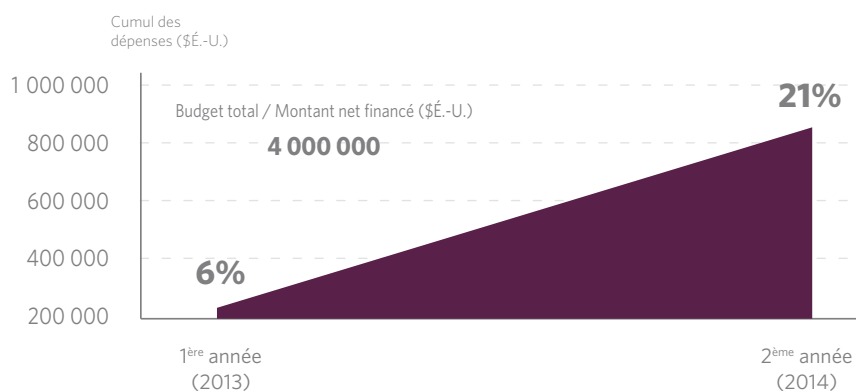 Cumul des
dépenses ($É.-U.)
1 000 000
21%
Budget total / Montant net financé ($É.-U.)
800 000
4 000 000
600 000
400 000
6%
200 000
1ère année
(2013)
2ème année
(2014)